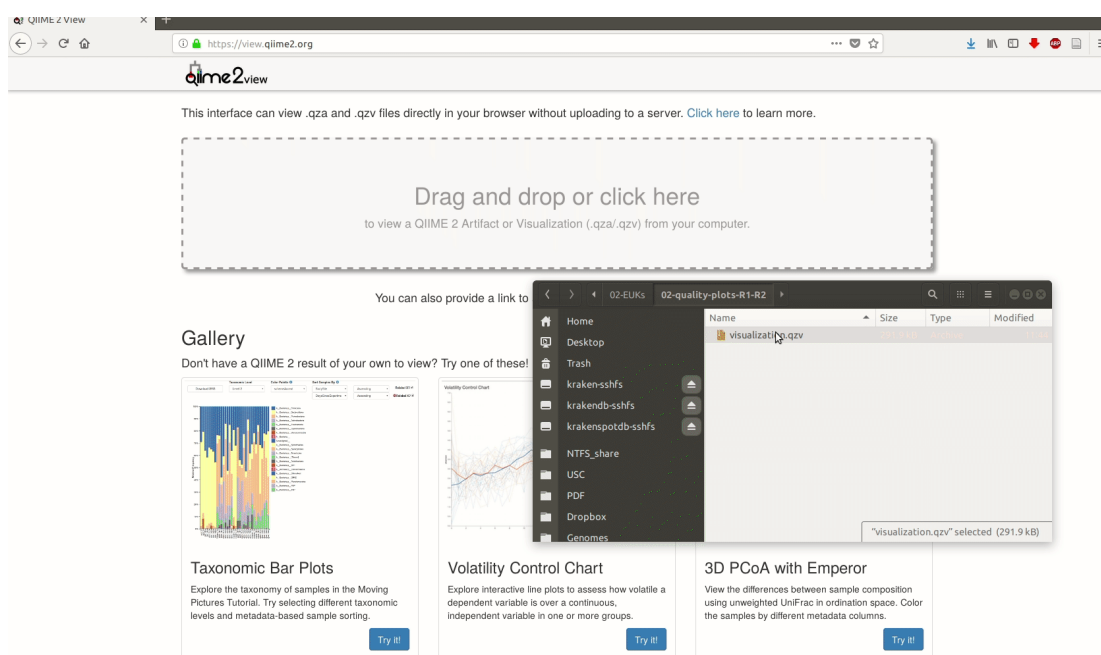 QIIME 2 View
https://view.qiime2.org
ABP
qiime2view
This interface can view .qza and .qzv files directly in your browser without uploading to a server. Click here to learn more.
Drag and drop or click here
to view a QIIME 2 Artifact or Visualization (.qza/.qzv) from your computer.
You can also provide a link to
02-EUKs 02-quality-plots-R1-R2
Home
Desktop
Trash
kraken-sshfs
krakendb-sshfs
krakenspotdb-sshfs
NTFS_share
USC
PDF
Dropbox
Genomes
Name Size Type Modified
visualization.qzv
"visualization.qzv" selected (291.9 kB)
Gallery
Don't have a QIIME 2 result of your own to view? Try one of these!
Volatility Control Chart
Taxonomic Bar Plots
Explore the taxonomy of samples in the Moving
Pictures Tutorial. Try selecting different taxonomic
levels and metadata-based sample sorting.
Try it!
Volatility Control Chart
Explore interactive line plots to assess how volatile a
dependent variable is over a continuous,
independent variable in one or more groups.
Try it!
3D PCoA with Emperor
View the differences between sample composition
using unweighted UniFrac in ordination space. Color
the samples by different metadata columns.
Try it!